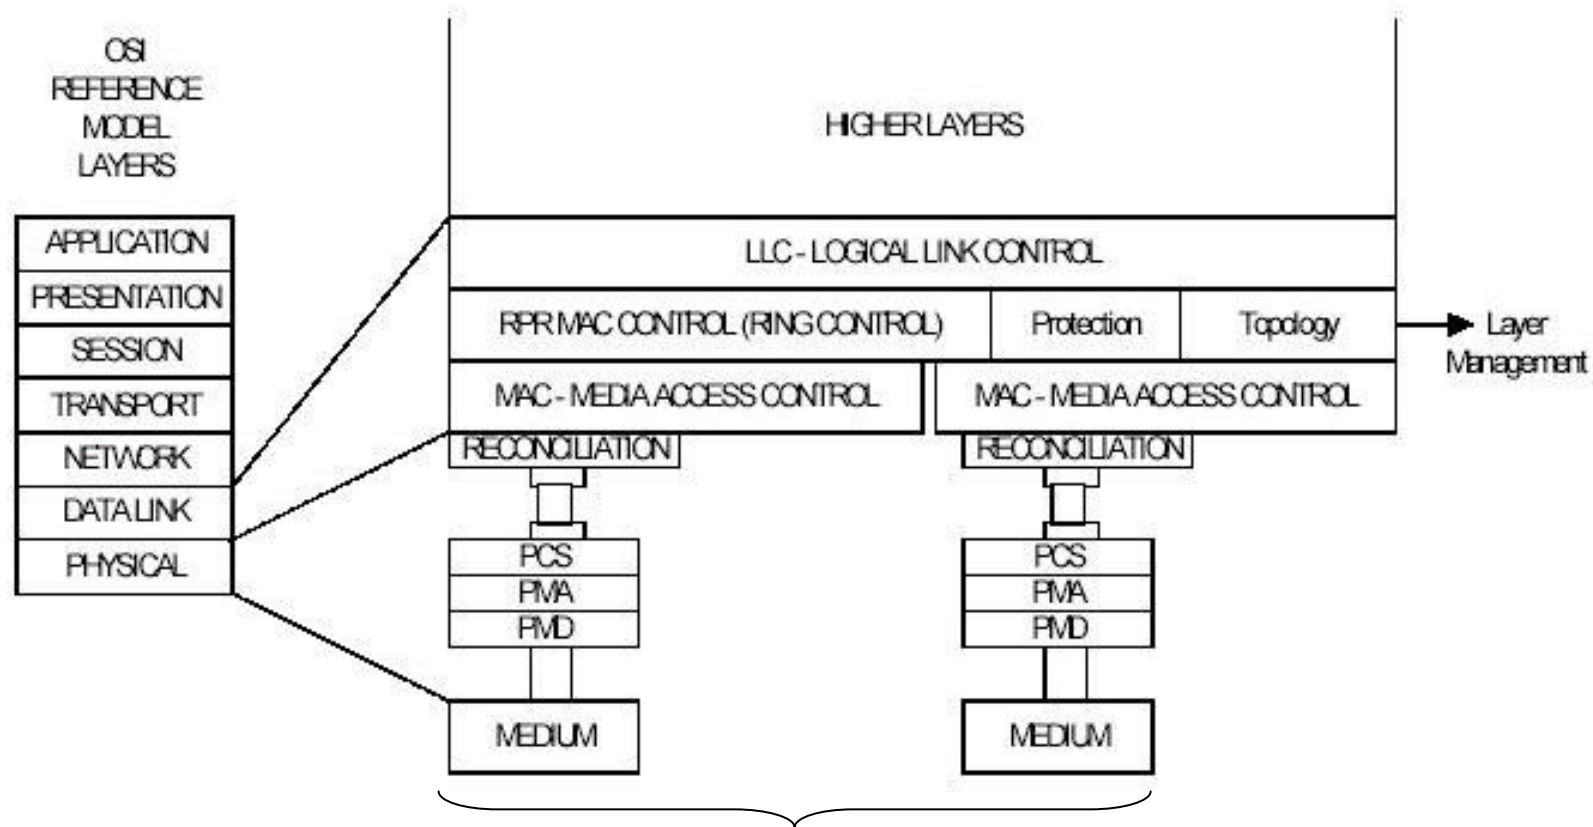 OSI
REFERENCE
MODEL
LAYERS
APPLICATION
PRESENTATION
SESSION
TRANSPORT
NETWORK
DATA LINK
PHYSICAL
HIGHER LAYERS
LLC - LOGICAL LINK CONTROL
RPR MAC CONTROL (RING CONTROL)
Protection
Topology
Layer
Management
MAC - MEDIA ACCESS CONTROL
MAC - MEDIA ACCESS CONTROL
RECONCILIATION
RECONCILIATION
PCS
PMA
PMD
MEDIUM
PCS
PMA
PMD
MEDIUM